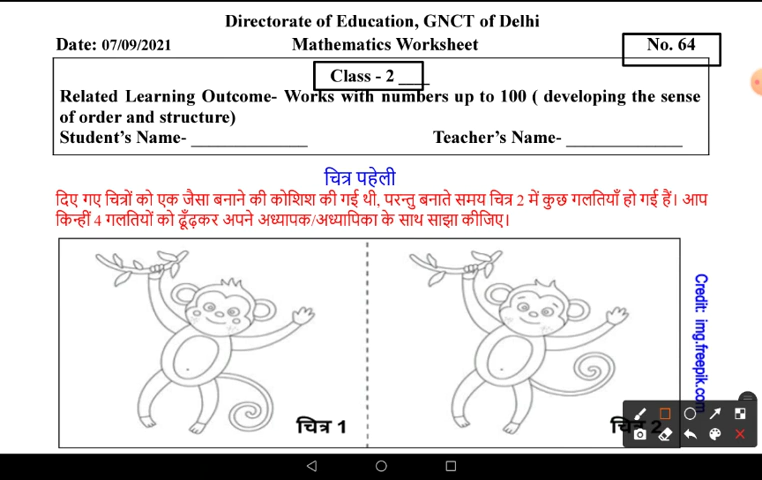 Directorate of Education, GNCT of Delhi
Date: 07/09/2021 Mathematics Worksheet No. 64
Class - 2 ___
Related Learning Outcome- Works with numbers up to 100 ( developing the sense
of order and structure)
Student's Name- _____________ Teacher's Name- _____________
चित्र पहेली
दिए गए चित्रों को एक जैसा बनाने की कोशिश की गई थी, परन्तु बनाते समय चित्र 2 में कुछ गलतियाँ हो गई हैं। आप
किन्हीं 4 गलतियों को ढूँढ़कर अपने अध्यापक/अध्यापिका के साथ साझा कीजिए।
Credit: img.freepik.com
चित्र 1
चित्र 2